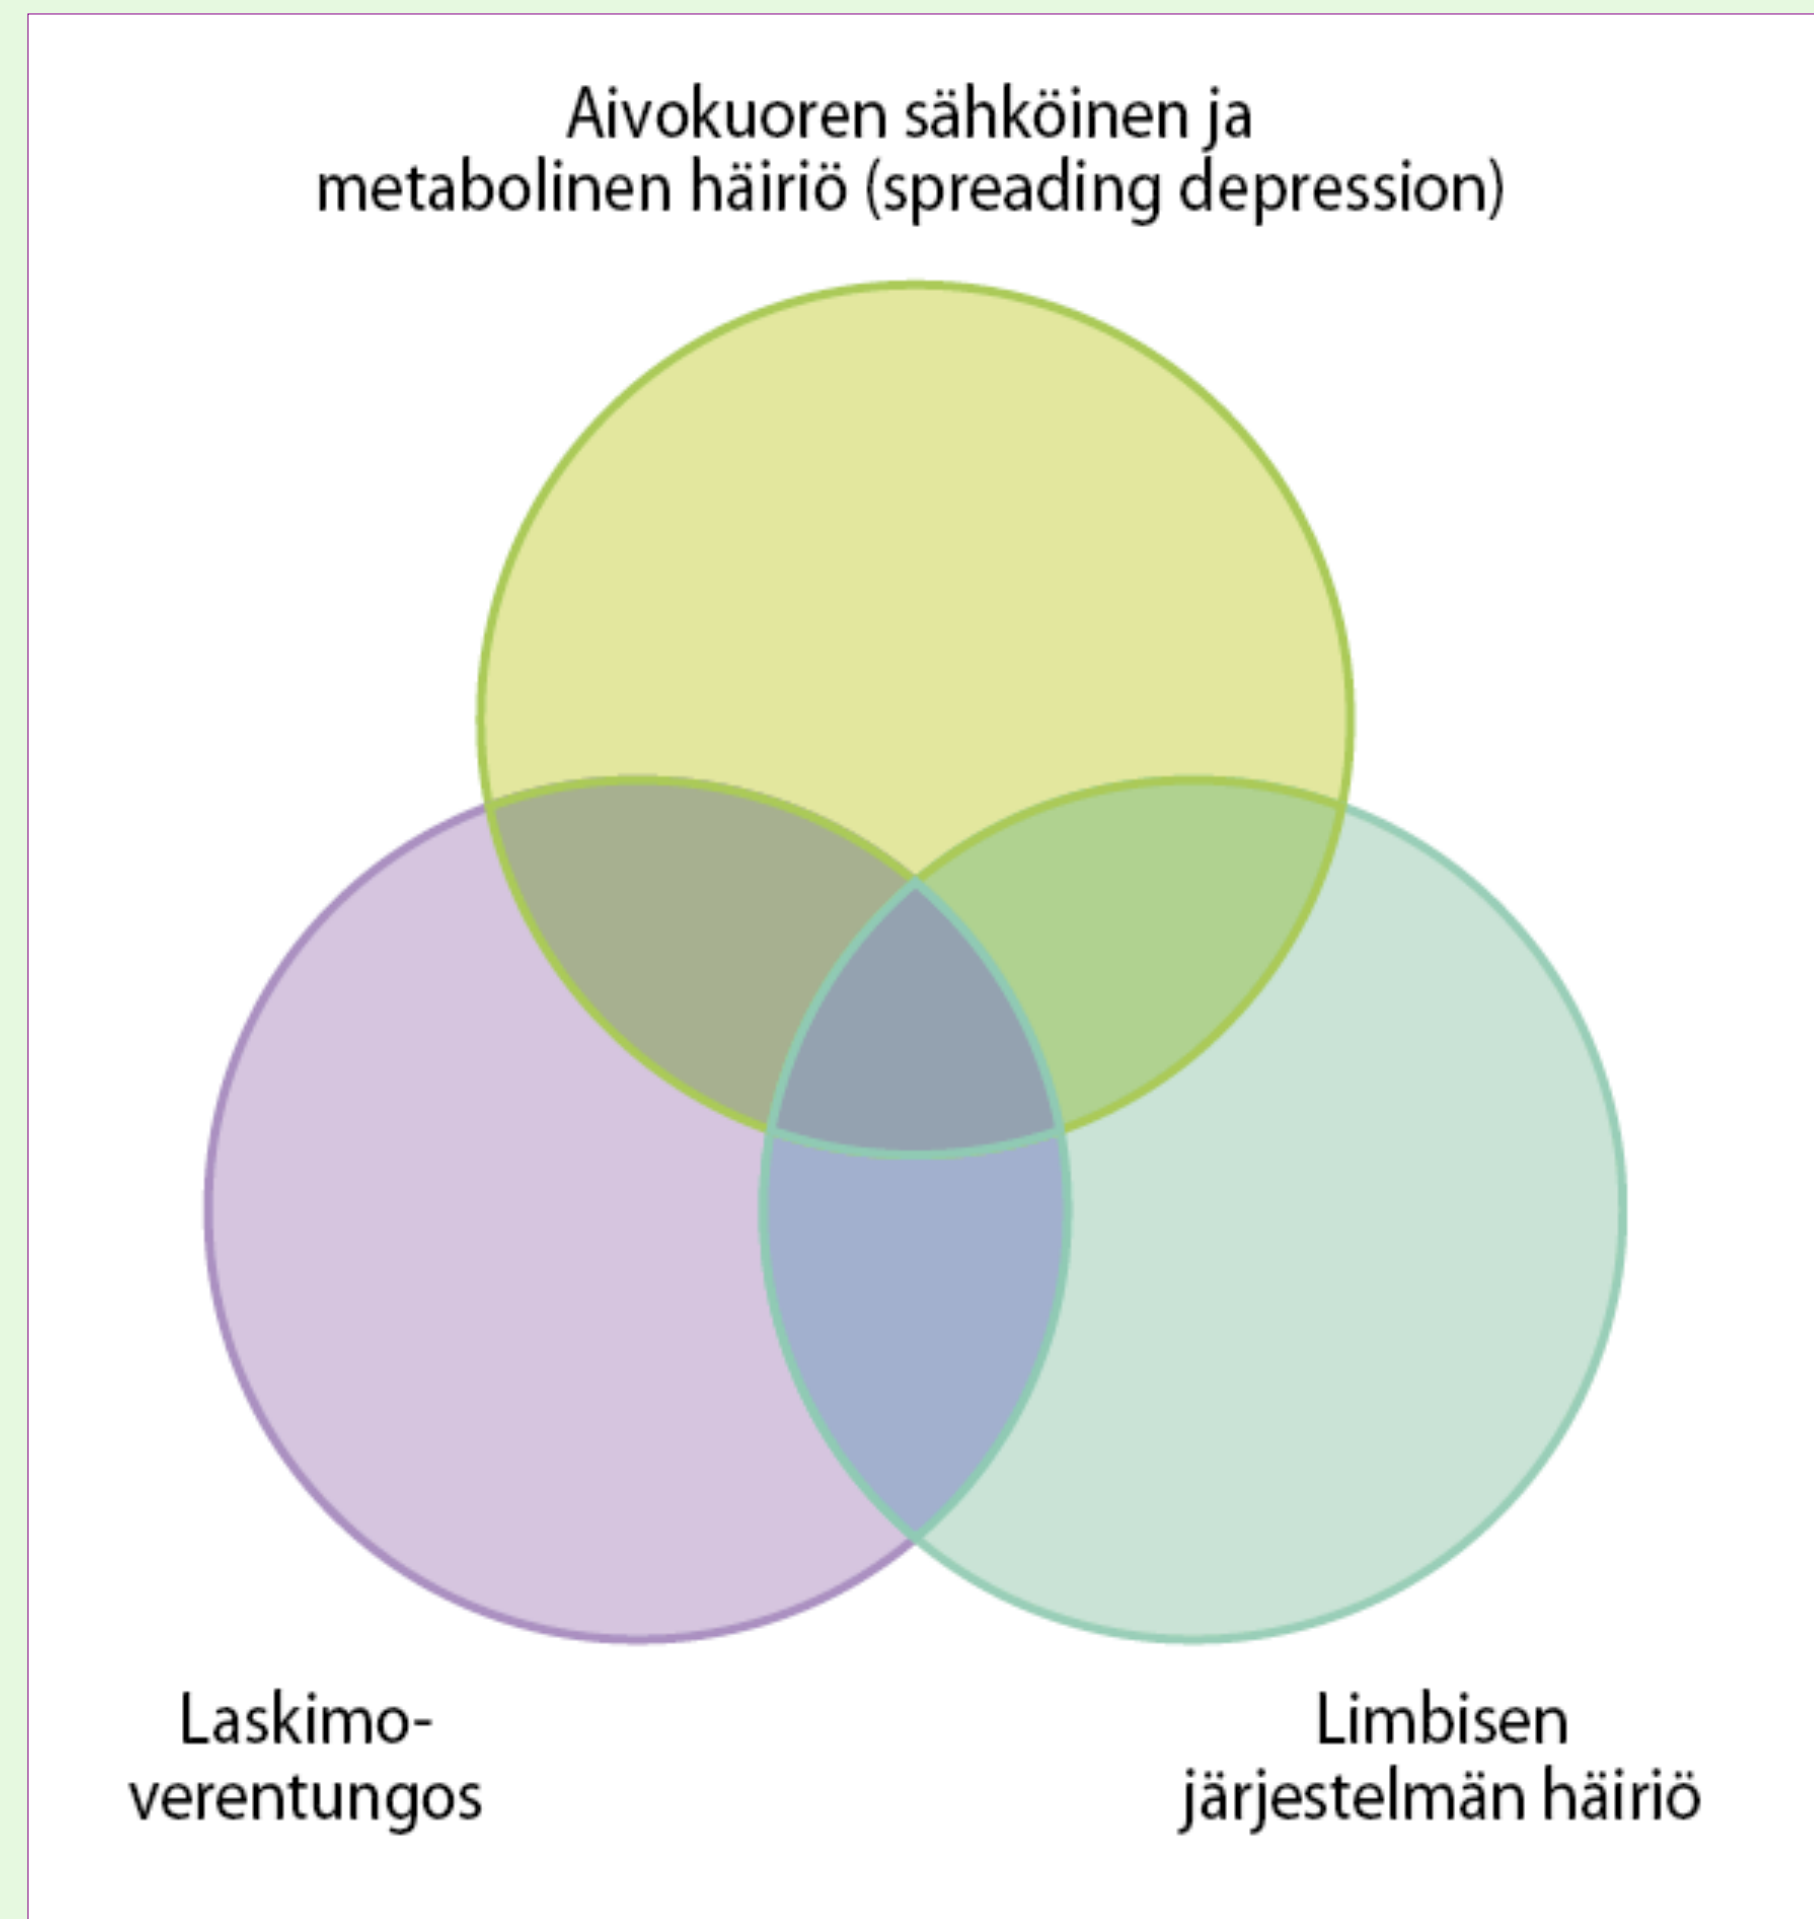 Aivokuoren sähköinen ja
metabolinen häiriö (spreading depression)
Laskimo-
verentungos
Limbisen
järjestelmän häiriö